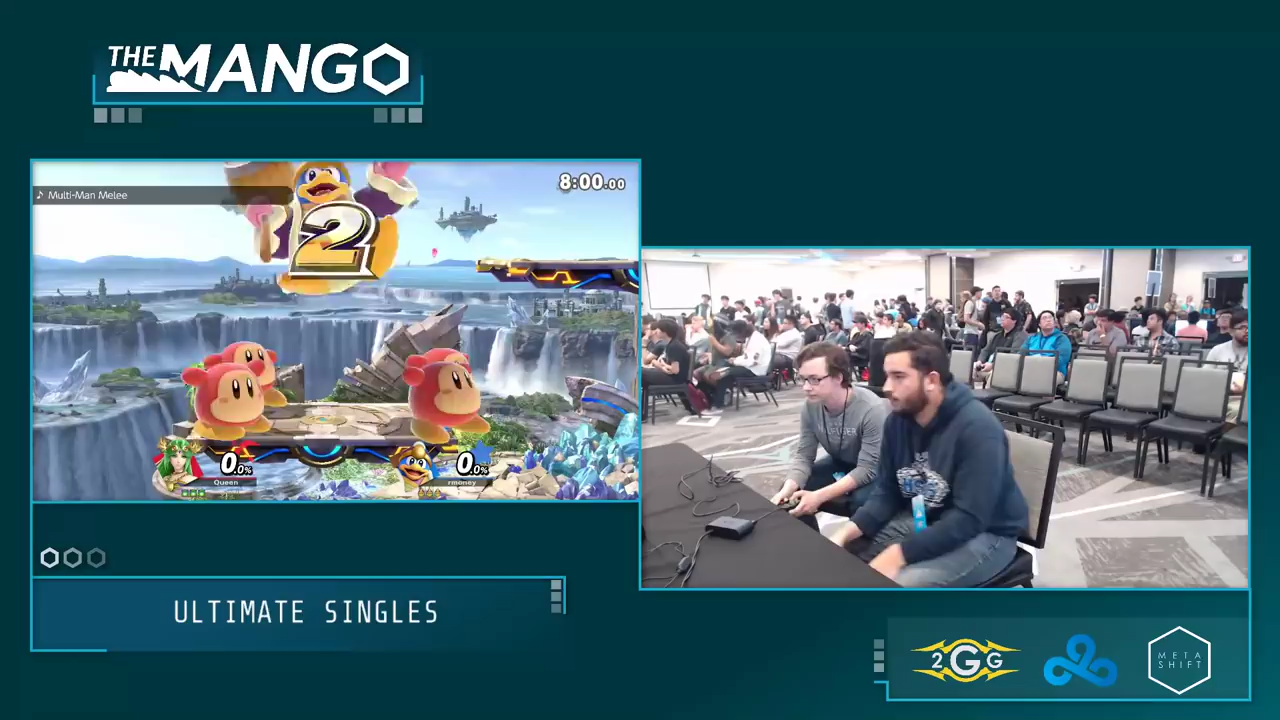 THE MANGO
♪ Multi-Man Melee
8:00.00
2
0.0%
Queen
0.0%
rmoney
ULTIMATE SINGLES
2GG
META
SHIFT